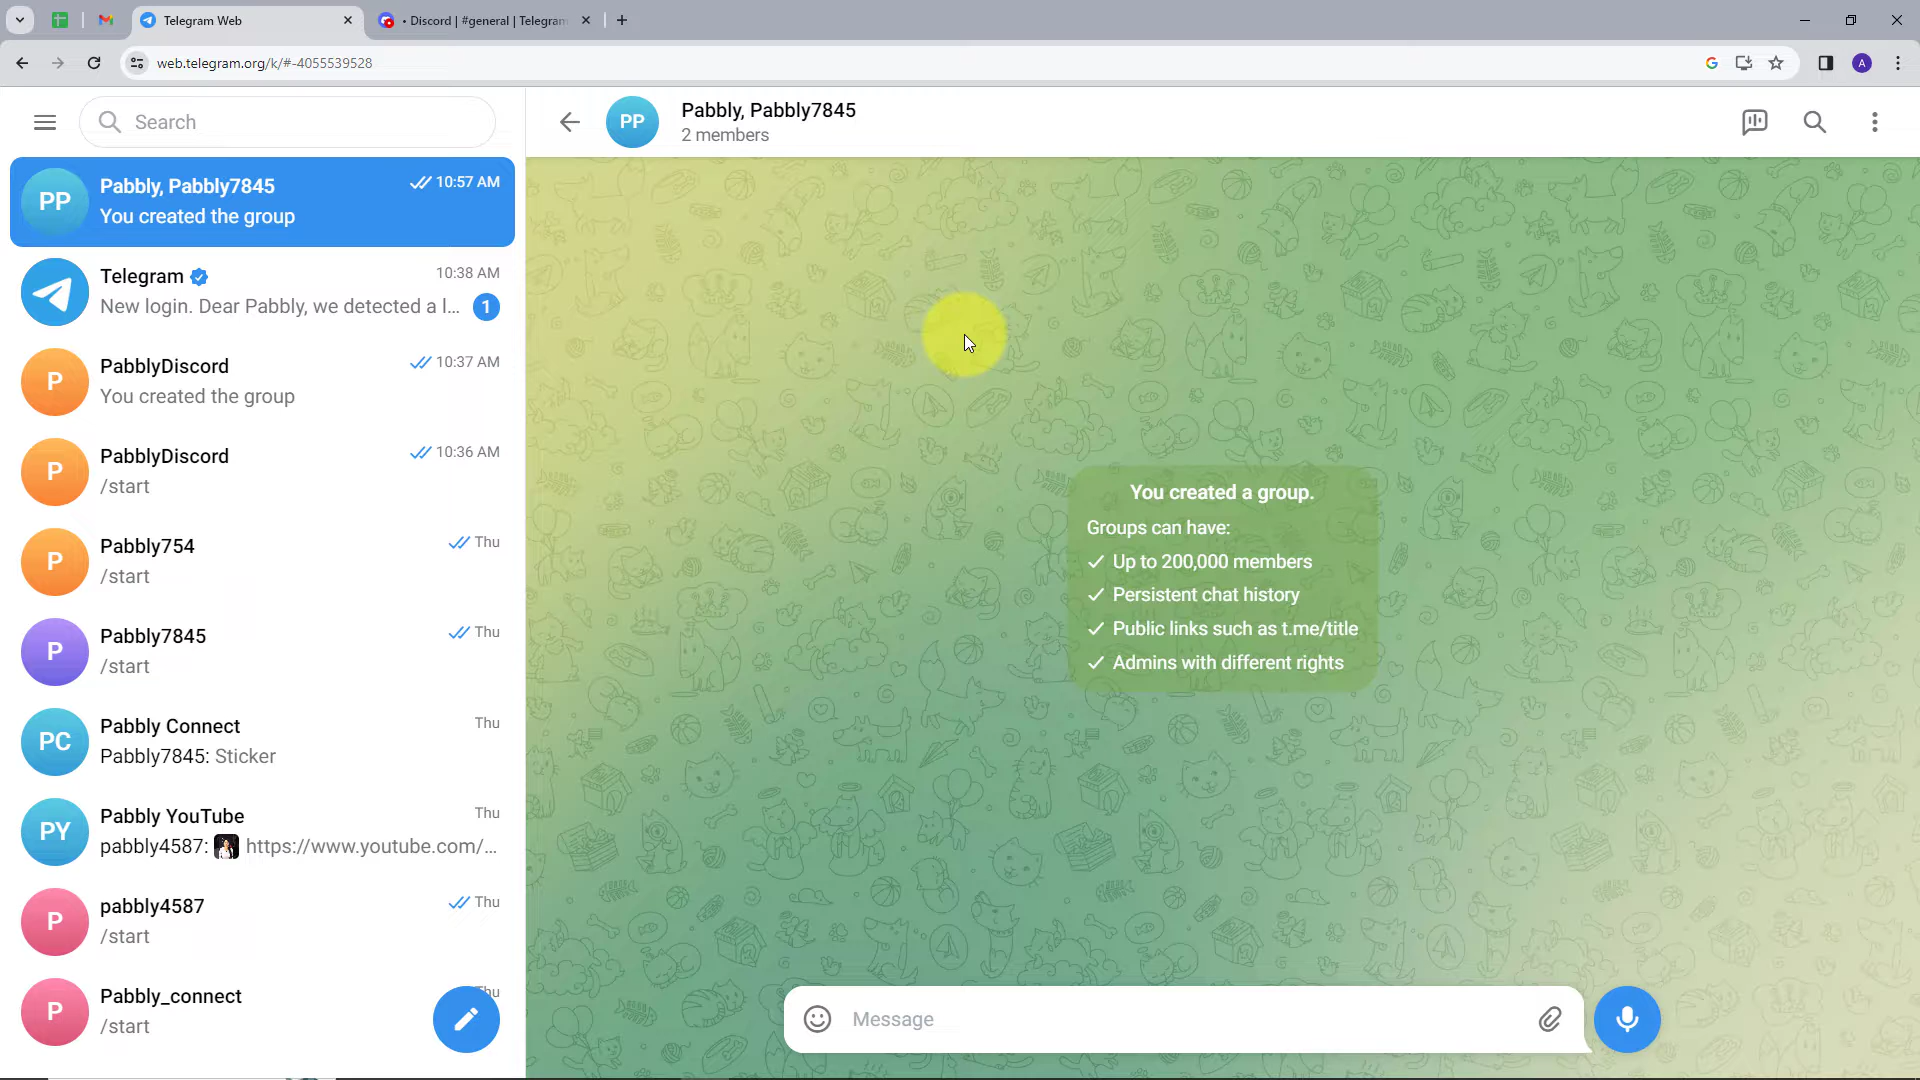 Telegram Web
• Discord | #general | Telegram
web.telegram.org/k/#-4055539528
A
Search
PP
Pabbly, Pabbly7845
2 members
PP
Pabbly, Pabbly7845
10:57 AM
You created the group
Telegram
10:38 AM
New login. Dear Pabbly, we detected a l...
1
P
PabblyDiscord
10:37 AM
You created the group
P
PabblyDiscord
10:36 AM
/start
P
Pabbly754
Thu
/start
P
Pabbly7845
Thu
/start
PC
Pabbly Connect
Thu
Pabbly7845: Sticker
PY
Pabbly YouTube
Thu
pabbly4587: https://www.youtube.com/...
P
pabbly4587
Thu
/start
P
Pabbly_connect
Thu
/start
You created a group.
Groups can have:
Up to 200,000 members
Persistent chat history
Public links such as t.me/title
Admins with different rights
Message